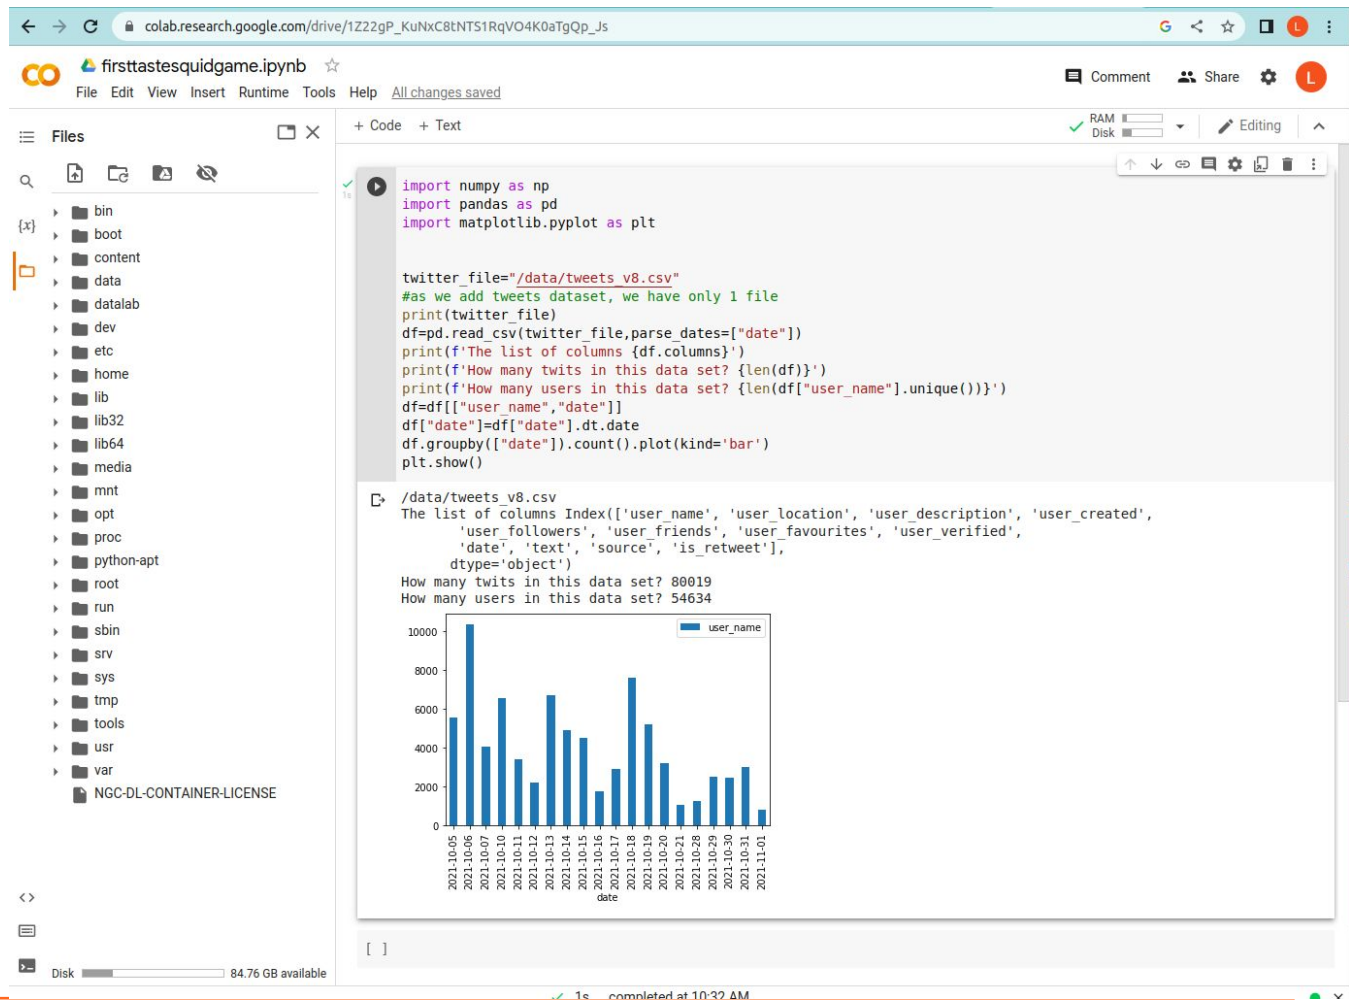 colab.research.google.com/drive/1Z22gP_KuNxC8tNTS1RqVO4K0aTgQp_Js
L
CO
firsttastesquidgame.ipynb
File Edit View Insert Runtime Tools Help All changes saved
Comment
Share
L
Files
+ Code + Text
RAM
Disk
Editing
{x}
bin
boot
content
data
datalab
dev
etc
home
lib
lib32
lib64
media
mnt
opt
proc
python-apt
root
run
sbin
srv
sys
tmp
tools
usr
var
NGC-DL-CONTAINER-LICENSE
Disk 84.76 GB available
1s
import numpy as np
import pandas as pd
import matplotlib.pyplot as plt
twitter_file="/data/tweets_v8.csv"
#as we add tweets dataset, we have only 1 file
print(twitter_file)
df=pd.read_csv(twitter_file,parse_dates=["date"])
print(f'The list of columns {df.columns}')
print(f'How many twits in this data set? {len(df)}')
print(f'How many users in this data set? {len(df["user_name"].unique())}')
df=df[["user_name","date"]]
df["date"]=df["date"].dt.date
df.groupby(["date"]).count().plot(kind='bar')
plt.show()
/data/tweets_v8.csv
The list of columns Index(['user_name', 'user_location', 'user_description', 'user_created',
'user_followers', 'user_friends', 'user_favourites', 'user_verified',
'date', 'text', 'source', 'is_retweet'],
dtype='object')
How many twits in this data set? 80019
How many users in this data set? 54634
user_name
10000
8000
6000
4000
2000
0
2021-10-05
2021-10-06
2021-10-07
2021-10-10
2021-10-11
2021-10-12
2021-10-13
2021-10-14
2021-10-15
2021-10-16
2021-10-17
2021-10-18
2021-10-19
2021-10-20
2021-10-21
2021-10-28
2021-10-29
2021-10-30
2021-10-31
2021-11-01
date
[ ]
1s completed at 10:32 AM